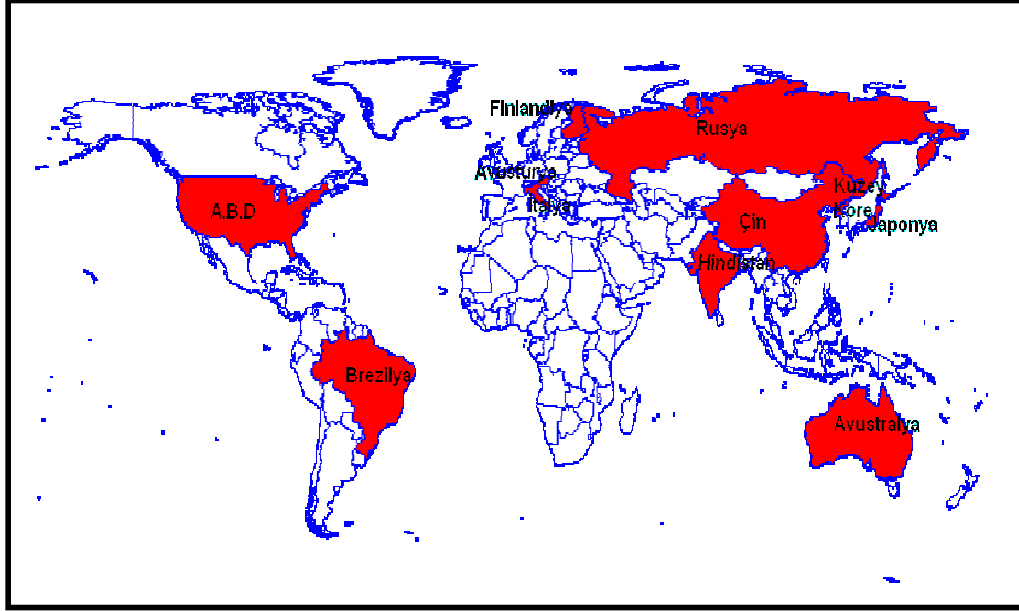 Finlandiya
Rusya
Avusturya
Kuzey
Kore
İtalya
A.B.D
Çin
Japonya
Hindistan
Brezilya
Avustralya